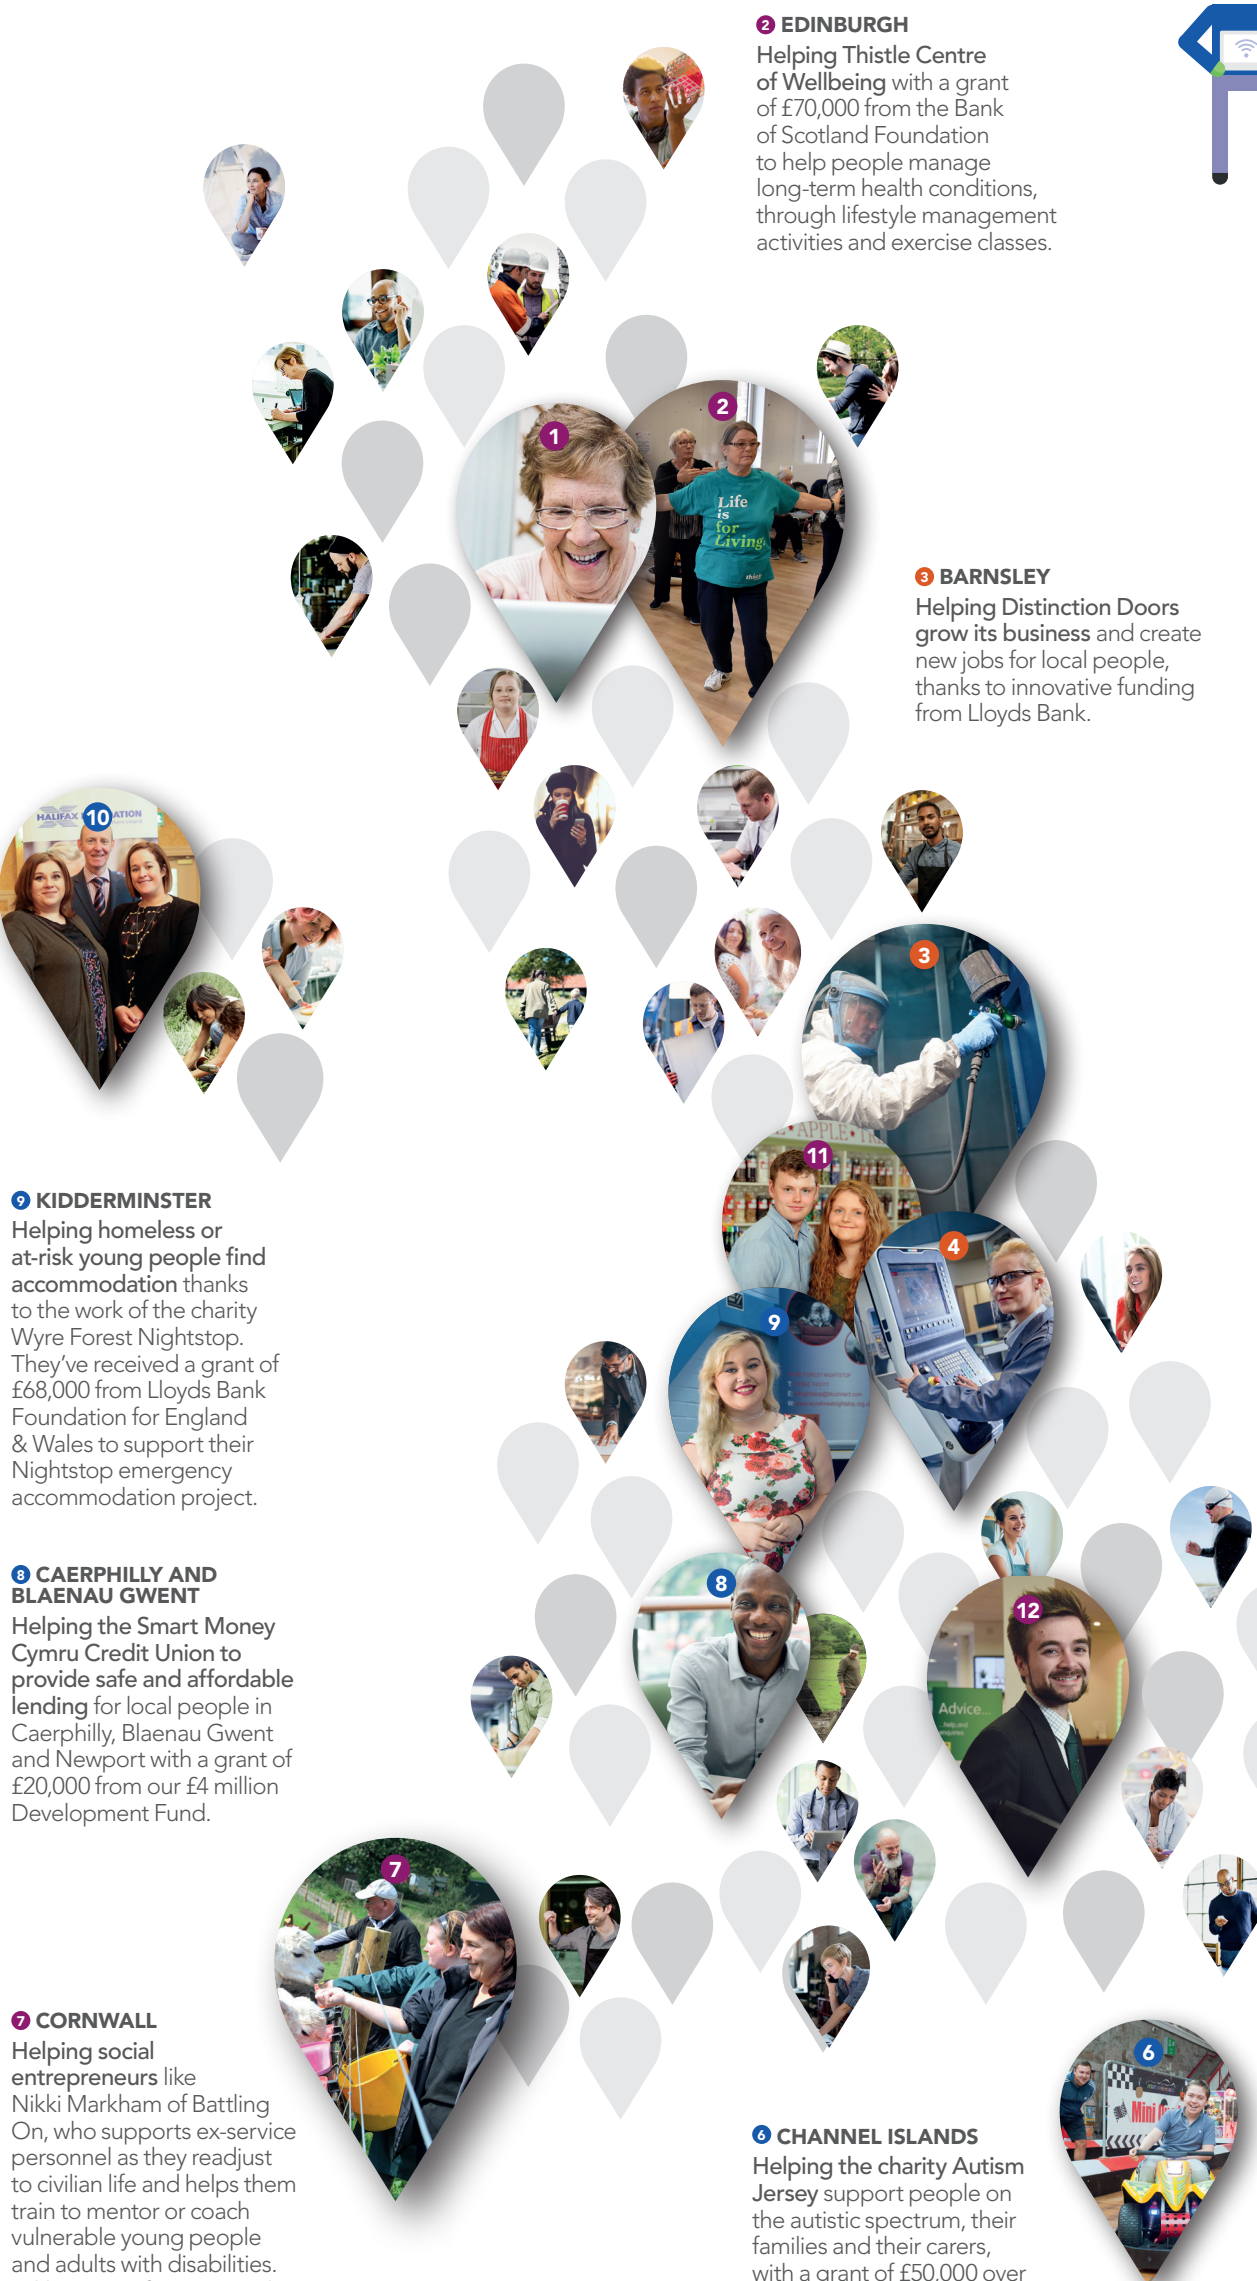 2 EDINBURGH
Helping Thistle Centre
of Wellbeing with a grant
of £70,000 from the Bank
of Scotland Foundation
to help people manage
long-term health conditions,
through lifestyle management
activities and exercise classes.
1
2
Life
is
for
Living.
3 BARNSLEY
Helping Distinction Doors
grow its business and create
new jobs for local people,
thanks to innovative funding
from Lloyds Bank.
10
HALIFAX
3
APPLE
11
4
9
9 KIDDERMINSTER
Helping homeless or
at-risk young people find
accommodation thanks
to the work of the charity
Wyre Forest Nightstop.
They’ve received a grant of
£68,000 from Lloyds Bank
Foundation for England
& Wales to support their
Nightstop emergency
accommodation project.
8 CAERPHILLY AND
BLAENAU GWENT
Helping the Smart Money
Cymru Credit Union to
provide safe and affordable
lending for local people in
Caerphilly, Blaenau Gwent
and Newport with a grant of
£20,000 from our £4 million
Development Fund.
8
12
Advice...
...help and
enquiries
7
7 CORNWALL
Helping social
entrepreneurs like
Nikki Markham of Battling
On, who supports ex-service
personnel as they readjust
to civilian life and helps them
train to mentor or coach
vulnerable young people
and adults with disabilities.
6
Mini
6 CHANNEL ISLANDS
Helping the charity Autism
Jersey support people on
the autistic spectrum, their
families and their carers,
with a grant of £50,000 over